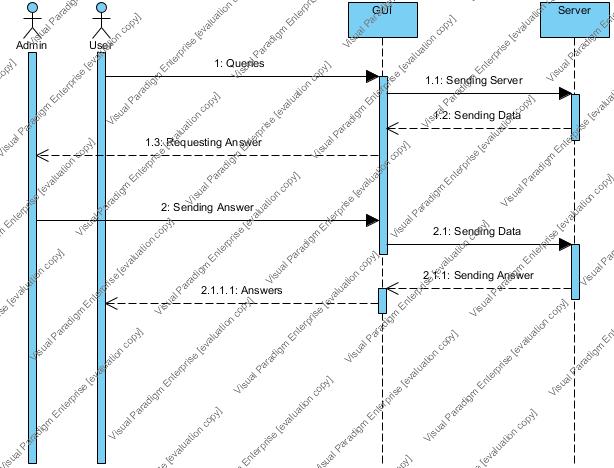 GUI
Server
Admin
User
1: Queries
1.1: Sending Server
1.2: Sending Data
1.3: Requesting Answer
2: Sending Answer
2.1: Sending Data
2.1.1: Sending Answer
2.1.1.1: Answers
Visual Paradigm Enterprise [evaluation copy]